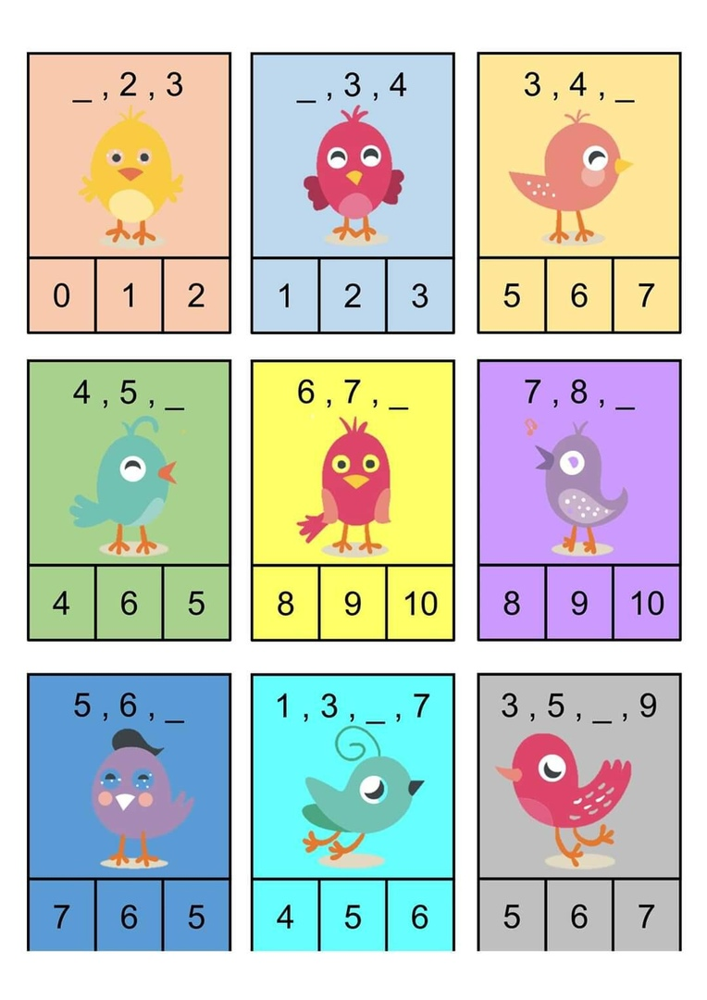 _ , 2 , 3
0 1 2
_ , 3 , 4
1 2 3
3 , 4 , _
5 6 7
4 , 5 , _
4 6 5
6 , 7 , _
8 9 10
7 , 8 , _
8 9 10
5 , 6 , _
7 6 5
1 , 3 , _ , 7
4 5 6
3 , 5 , _ , 9
5 6 7